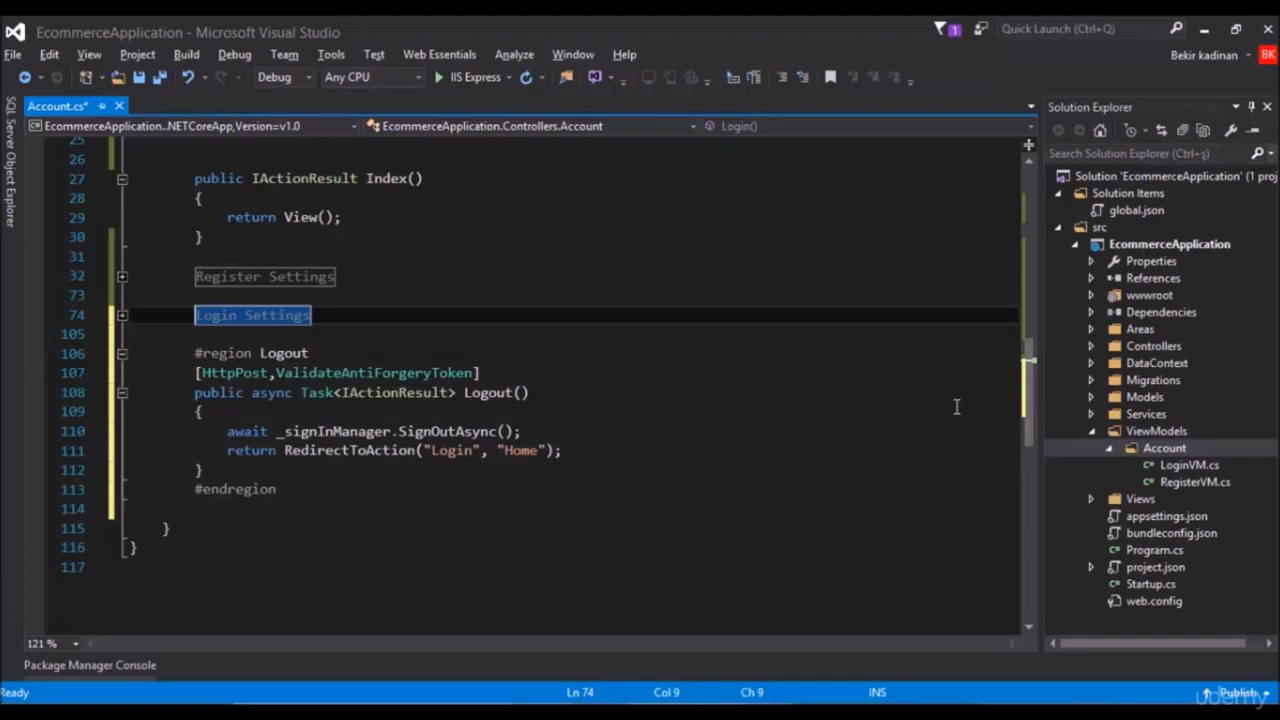 EcommerceApplication - Microsoft Visual Studio
1
Quick Launch (Ctrl+Q)
File Edit View Project Build Debug Team Tools Test Web Essentials Analyze Window Help
Bekir kadinan BK
Debug Any CPU IIS Express
SQL Server Object Explorer
Account.cs*
EcommerceApplication..NETCoreApp,Version=v1.0 EcommerceApplication.Controllers.Account Login()
25
26
27 public IActionResult Index()
28 {
29 return View();
30 }
31
32 Register Settings
73
74 Login Settings
105
106 #region Logout
107 [HttpPost,ValidateAntiForgeryToken]
108 public async Task<IActionResult> Logout()
109 {
110 await _signInManager.SignOutAsync();
111 return RedirectToAction("Login", "Home");
112 }
113 #endregion
114
115 }
116 }
117
121 %
Solution Explorer
Search Solution Explorer (Ctrl+ş)
Solution 'EcommerceApplication' (1 proj
Solution Items
global.json
src
EcommerceApplication
Properties
References
wwwroot
Dependencies
Areas
Controllers
DataContext
Migrations
Models
Services
ViewModels
Account
LoginVM.cs
RegisterVM.cs
Views
appsettings.json
bundleconfig.json
Program.cs
project.json
Startup.cs
web.config
Package Manager Console
Ready Ln 74 Col 9 Ch 9 INS Publish
udemy